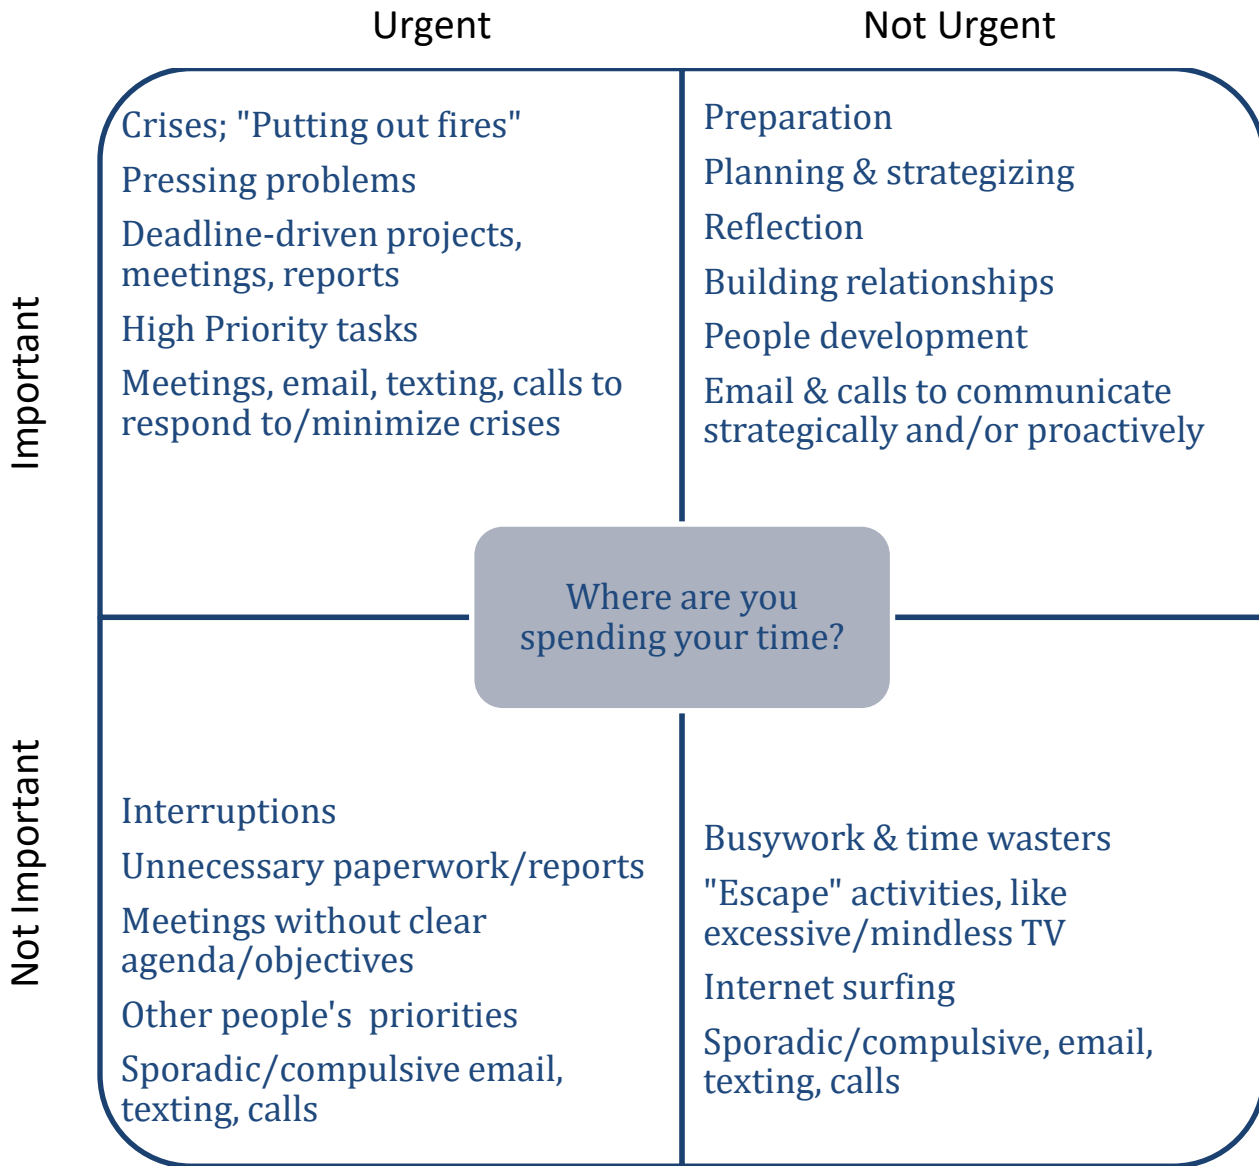 Urgent
Not Urgent
Important
Crises; "Putting out fires"
Pressing problems
Deadline-driven projects,
meetings, reports
High Priority tasks
Meetings, email, texting, calls to
respond to/minimize crises
Preparation
Planning & strategizing
Reflection
Building relationships
People development
Email & calls to communicate
strategically and/or proactively
Where are you
spending your time?
Not Important
Interruptions
Unnecessary paperwork/reports
Meetings without clear
agenda/objectives
Other people's  priorities
Sporadic/compulsive email,
texting, calls
Busywork & time wasters
"Escape" activities, like
excessive/mindless TV
Internet surfing
Sporadic/compulsive, email,
texting, calls